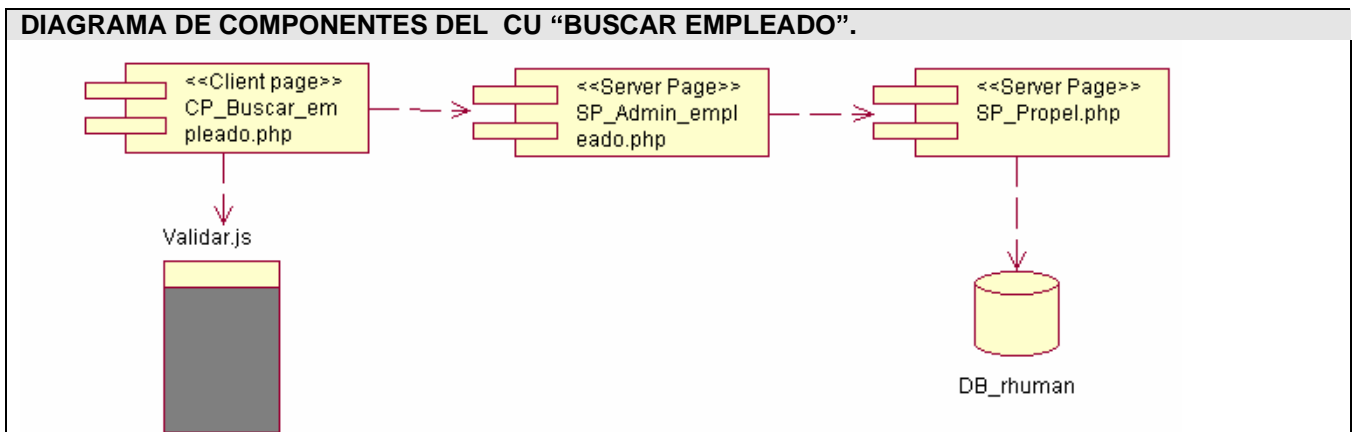 DIAGRAMA DE COMPONENTES DEL CU “BUSCAR EMPLEADO”.
<<Client page>>
CP_Buscar_em
pleado.php
<<Server Page>>
SP_Admin_empl
eado.php
<<Server Page>>
SP_Propel.php
Validar.js
DB_rhuman